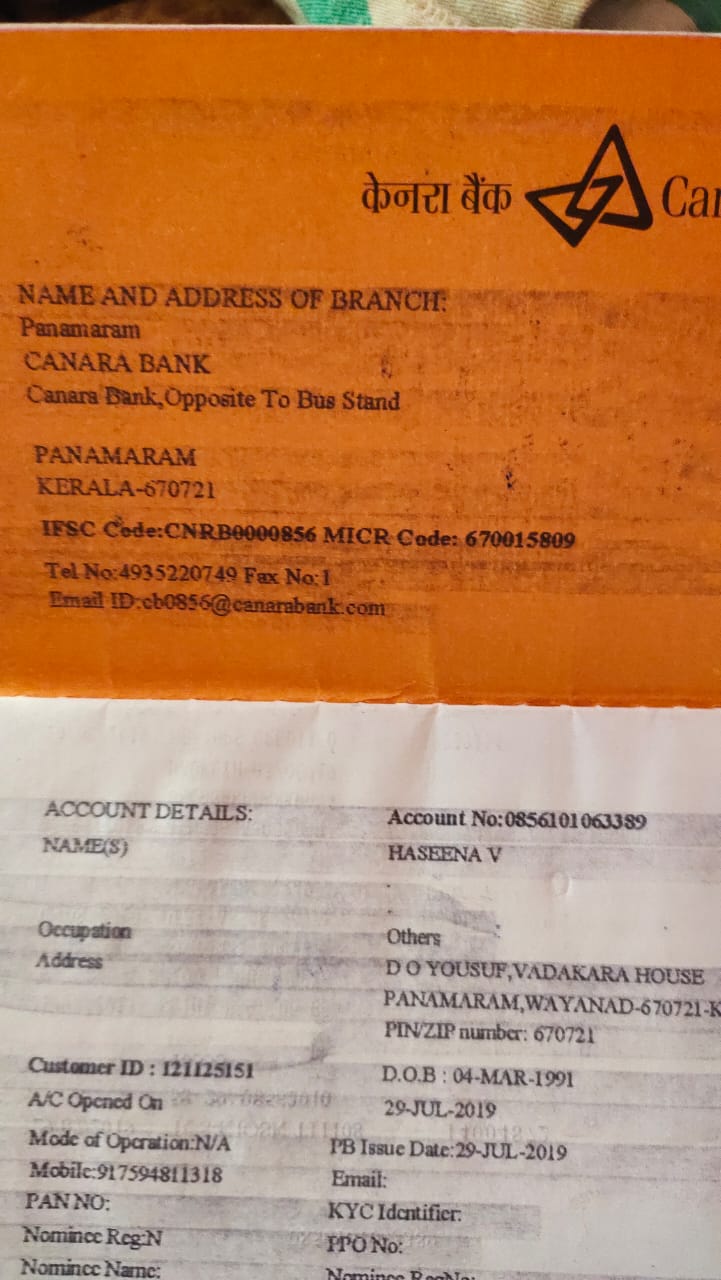 केनरा बैंक Car
NAME AND ADDRESS OF BRANCH:
Panamaram
CANARA BANK
Canara Bank,Opposite To Bus Stand
PANAMARAM
KERALA-670721
IFSC Code:CNRB0000856 MICR Code: 670015809
Tel No:4935220749 Fax No:1
Email ID:cb0856@canarabank.com
ACCOUNT DETAILS: Account No:0856101063389
NAME(S) HASEENA V
Occupation Others
Address D O YOUSUF,VADAKARA HOUSE
PANAMARAM,WAYANAD-670721-K
PIN/ZIP number: 670721
Customer ID : 121125151 D.O.B : 04-MAR-1991
A/C Opened On 29-JUL-2019
Mode of Operation:N/A PB Issue Date:29-JUL-2019
Mobile:917594811318 Email:
PAN NO: KYC Identifier:
Nominee Reg:N PPO No:
Nominee Name: Nominee RegNo: